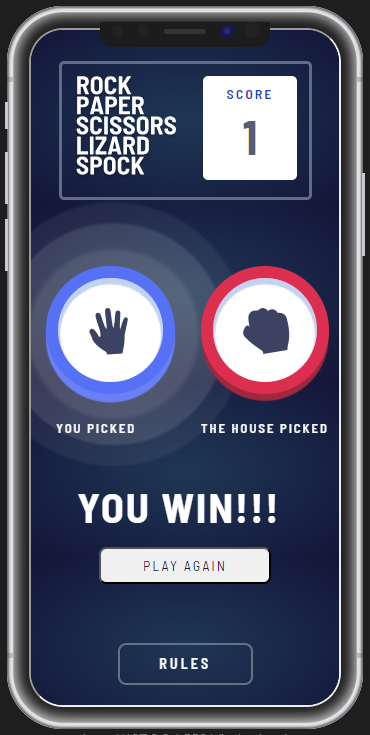 ROCK
PAPER
SCISSORS
LIZARD
SPOCK
SCORE
1
YOU PICKED
THE HOUSE PICKED
YOU WIN!!!
PLAY AGAIN
RULES